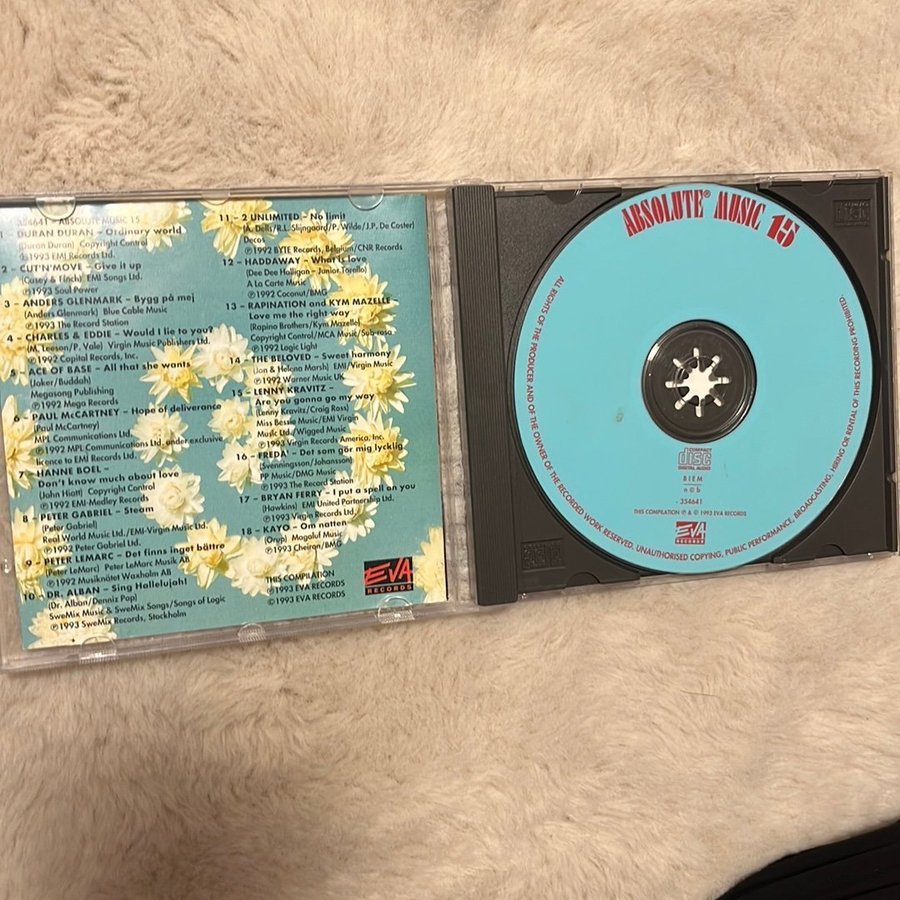 354641 – ABSOLUTE MUSIC 15
1 – DURAN DURAN – Ordinary world
(Duran Duran) Copyright Control
℗1993 EMI Records Ltd.
2 – CUT'N'MOVE – Give it up
(Casey & Finch) EMI Songs Ltd.
℗1993 Soul Power
3 – ANDERS GLENMARK – Bygg på mej
(Anders Glenmark) Blue Cable Music
℗1993 The Record Station
4 – CHARLES & EDDIE – Would I lie to you?
(M. Leeson/P. Vale) Virgin Music Publishers Ltd.
℗1992 Capitol Records, Inc.
5 – ACE OF BASE – All that she wants
(Joker/Buddah)
Megasong Publishing
℗1992 Mega Records
6 – PAUL McCARTNEY – Hope of deliverance
(Paul McCartney)
MPL Communications Ltd.
℗1992 MPL Communications Ltd. under exclusive
licence to EMI Records Ltd.
7 – HANNE BOEL –
Don't know much about love
(John Hiatt) Copyright Control
℗1992 EMI-Medley Records
8 – PETER GABRIEL – Steam
(Peter Gabriel)
Real World Music Ltd./EMI-Virgin Music Ltd.
℗1992 Peter Gabriel Ltd.
9 – PETER LEMARC – Det finns inget bättre
(Peter LeMarc) Peter LeMarc Musik AB
℗1992 Musiknätet Waxholm AB
10 – DR. ALBAN – Sing Hallelujah!
(Dr. Alban/Denniz Pop)
SweMix Music & SweMix Songs/Songs of Logic
℗1993 SweMix Records, Stockholm
11 – 2 UNLIMITED – No limit
(A. Dells/R.L. Slijngaard/P. Wilde/J.P. De Coster)
Decos
℗1992 BYTE Records, Belgium/CNR Records
12 – HADDAWAY – What is love
(Dee Dee Halligan – Junior Torello)
A La Carte Music
℗1992 Coconut/BMG
13 – RAPINATION and KYM MAZELLE
Love me the right way
(Rapino Brothers/Kym Mazelle)
Copyright Control/MCA Music/Sub-rosa
℗1992 Logic Light
14 – THE BELOVED – Sweet harmony
(Jon & Helena Marsh) EMI/Virgin Music
℗1992 Warner Music UK
15 – LENNY KRAVITZ –
Are you gonna go my way
(Lenny Kravitz/Craig Ross)
Miss Bessie Music/EMI Virgin
Music Ltd./Wigged Music
℗1993 Virgin Records America, Inc.
16 – FREDA' – Det som gör mig lycklig
(Svenningsson/Johansson)
PP Music/DMG Music
℗1993 The Record Station
17 – BRYAN FERRY – I put a spell on you
(Hawkins) EMI United Partnership Ltd.
℗1993 Virgin Records Ltd.
18 – KAYO – Om natten
(Orup) Magaluf Music
℗1993 Cheiron/BMG
THIS COMPILATION
℗1993 EVA RECORDS
©1993 EVA RECORDS
EVA
RECORDS
ABSOLUTE® MUSIC 15
COMPACT
disc
DIGITAL AUDIO
BIEM
n©b
354641
THIS COMPILATION ℗ & © 1993 EVA RECORDS
EVA
RECORDS
ALL RIGHTS OF THE PRODUCER AND OF THE OWNER OF THE RECORDED WORK RESERVED. UNAUTHORISED COPYING, PUBLIC PERFORMANCE, BROADCASTING, HIRING OR RENTAL OF THIS RECORDING PROHIBITED.